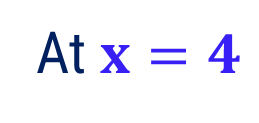 At x = 4